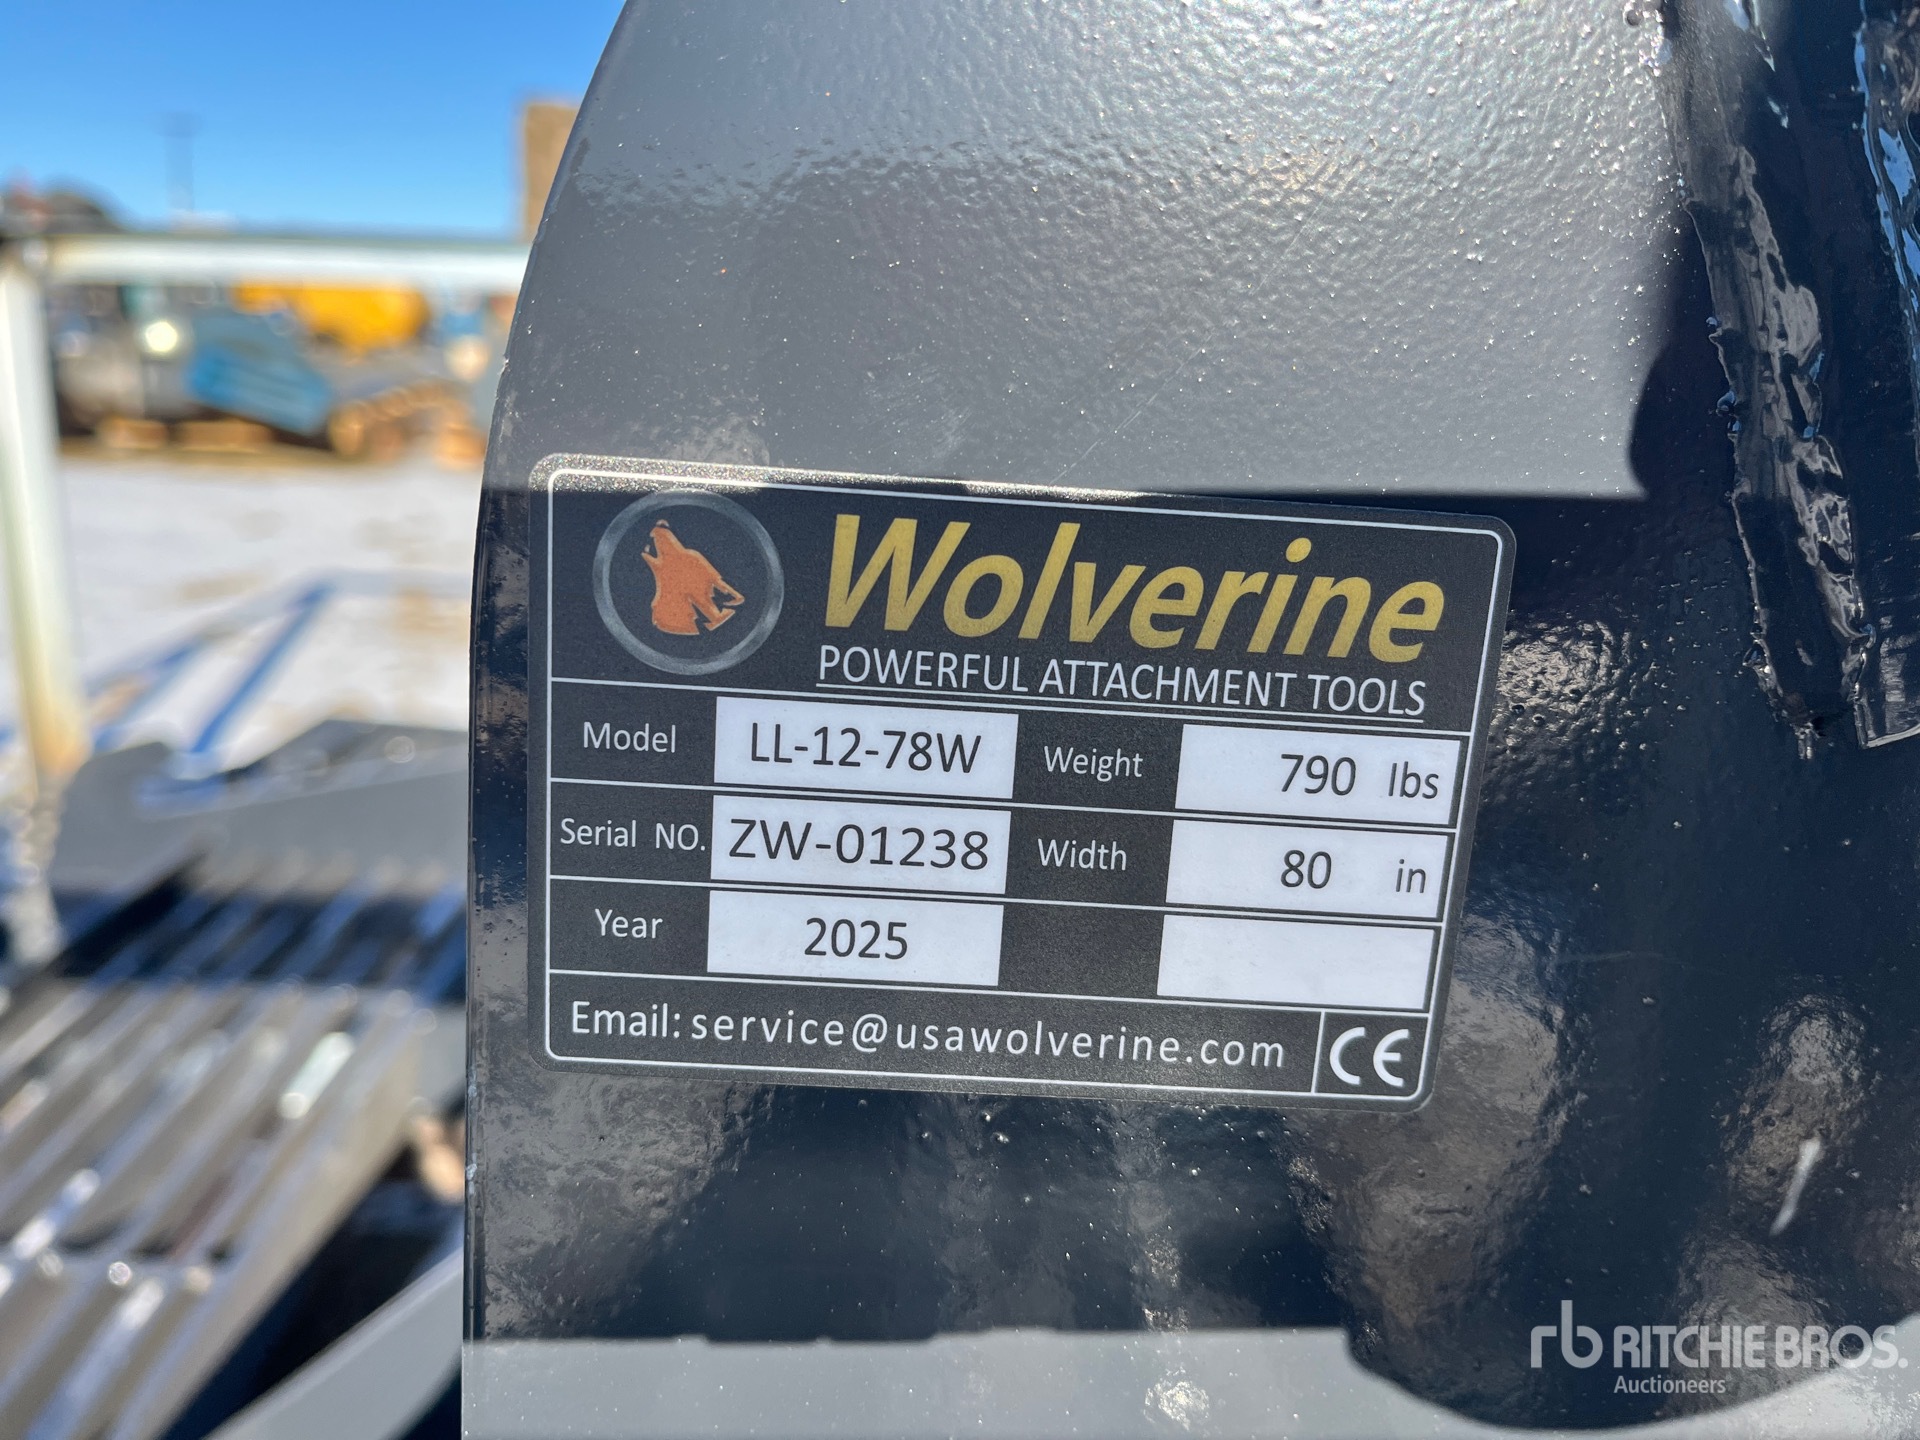 Wolverine
POWERFUL ATTACHMENT TOOLS
Model LL-12-78W Weight 790 lbs
Serial NO. ZW-01238 Width 80 in
Year 2025
Email: service@usawolverine.com CE
rb RITCHIE BROS.
Auctioneers